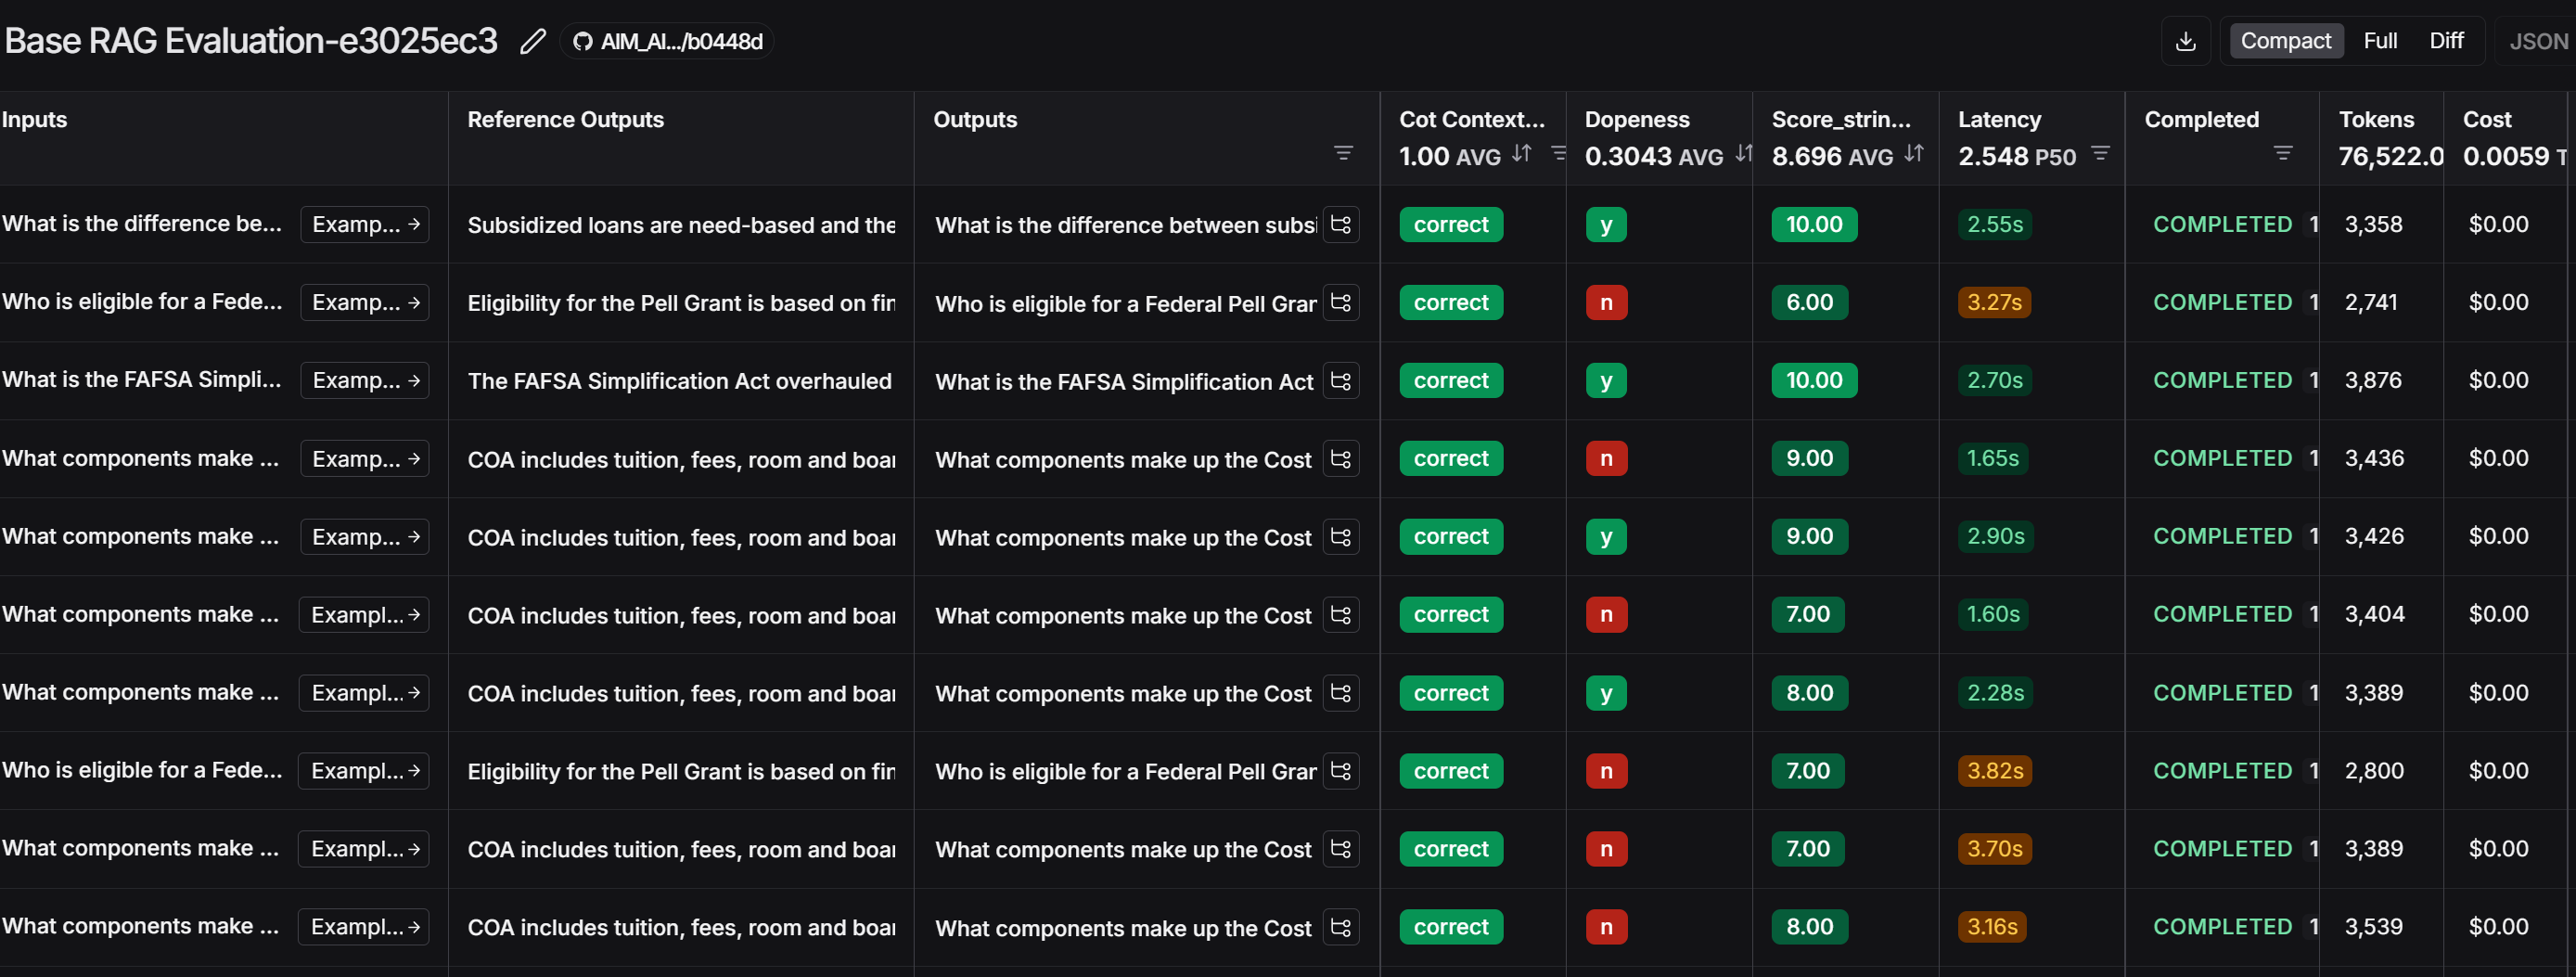 Base RAG Evaluation-e3025ec3 AIM_AI.../b0448d Compact Full Diff JSON
Inputs Reference Outputs Outputs Cot Context... Dopeness Score_strin... Latency Completed Tokens Cost
1.00 AVG 0.3043 AVG 8.696 AVG 2.548 P50 76,522.0 0.0059 T
What is the difference be... Examp... → Subsidized loans are need-based and the What is the difference between subsi correct y 10.00 2.55s COMPLETED 1 3,358 $0.00
Who is eligible for a Fede... Examp... → Eligibility for the Pell Grant is based on fin Who is eligible for a Federal Pell Gran correct n 6.00 3.27s COMPLETED 1 2,741 $0.00
What is the FAFSA Simpli... Examp... → The FAFSA Simplification Act overhauled What is the FAFSA Simplification Act correct y 10.00 2.70s COMPLETED 1 3,876 $0.00
What components make ... Examp... → COA includes tuition, fees, room and boar What components make up the Cost correct n 9.00 1.65s COMPLETED 1 3,436 $0.00
What components make ... Examp... → COA includes tuition, fees, room and boar What components make up the Cost correct y 9.00 2.90s COMPLETED 1 3,426 $0.00
What components make ... Exampl... → COA includes tuition, fees, room and boar What components make up the Cost correct n 7.00 1.60s COMPLETED 1 3,404 $0.00
What components make ... Exampl... → COA includes tuition, fees, room and boar What components make up the Cost correct y 8.00 2.28s COMPLETED 1 3,389 $0.00
Who is eligible for a Fede... Exampl... → Eligibility for the Pell Grant is based on fin Who is eligible for a Federal Pell Gran correct n 7.00 3.82s COMPLETED 1 2,800 $0.00
What components make ... Exampl... → COA includes tuition, fees, room and boar What components make up the Cost correct n 7.00 3.70s COMPLETED 1 3,389 $0.00
What components make ... Exampl... → COA includes tuition, fees, room and boar What components make up the Cost correct n 8.00 3.16s COMPLETED 1 3,539 $0.00